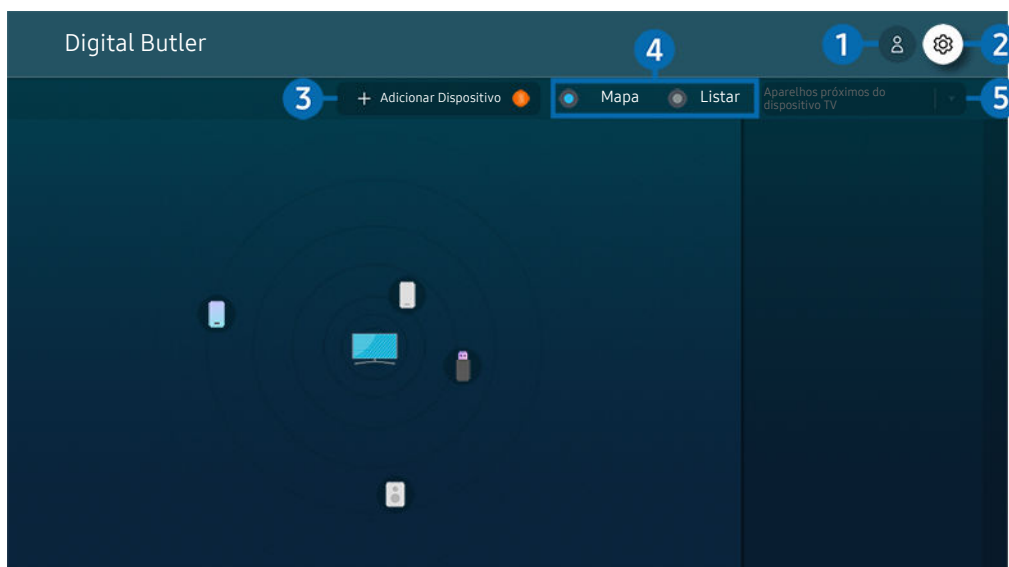 Digital Butler
1
2
4
3
+ Adicionar Dispositivo
Mapa
Listar
Aparelhos próximos do
dispositivo TV
5